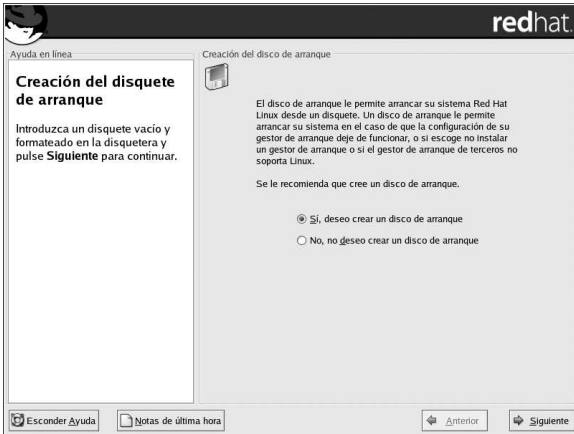 redhat.
Ayuda en línea
Creación del disquete
de arranque
Introduzca un disquete vacío y
formateado en la disquetera y
pulse Siguiente para continuar.
Creación del disco de arranque
El disco de arranque le permite arrancar su sistema Red Hat
Linux desde un disquete. Un disco de arranque le permite
arrancar su sistema en el caso de que la configuración de su
gestor de arranque deje de funcionar, o si escoge no instalar
un gestor de arranque o si el gestor de arranque de terceros no
soporta Linux.
Se le recomienda que cree un disco de arranque.
Sí, deseo crear un disco de arranque
No, no deseo crear un disco de arranque
Esconder Ayuda
Notas de última hora
Anterior
Siguiente